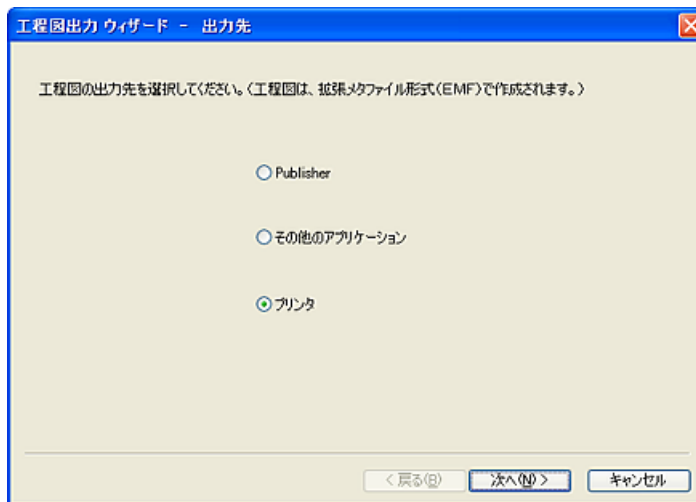 工程図出力 ウィザード － 出力先
工程図の出力先を選択してください。（工程図は、拡張メタファイル形式(EMF)で作成されます。）
Publisher
その他のアプリケーション
プリンタ
< 戻る(B) 次へ(N) > キャンセル